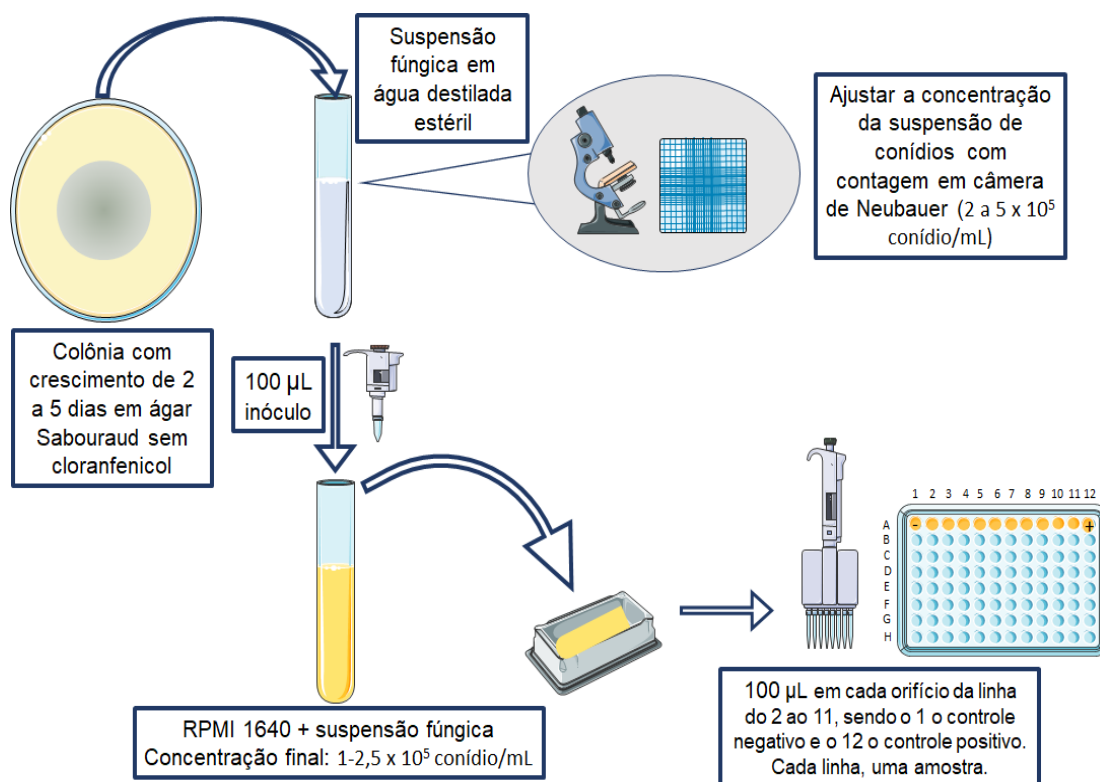 Suspensão
fúngica em
água destilada
estéril
Ajustar a concentração
da suspensão de
conídios com
contagem em câmera
de Neubauer (2 a 5 x 10⁵
conídio/mL)
Colônia com
crescimento de 2
a 5 dias em ágar
Sabouraud sem
cloranfenicol
100 µL
inóculo
1 2 3 4 5 6 7 8 9 10 11 12
A - +
B
C
D
E
F
G
H
RPMI 1640 + suspensão fúngica
Concentração final: 1-2,5 x 10⁵ conídio/mL
100 µL em cada orifício da linha
do 2 ao 11, sendo o 1 o controle
negativo e o 12 o controle positivo.
Cada linha, uma amostra.